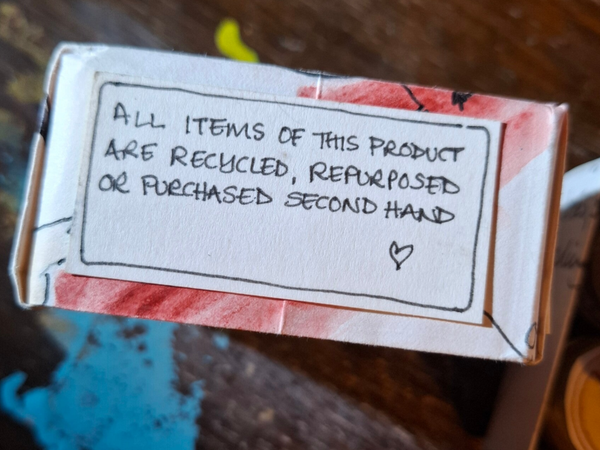 ALL ITEMS OF THIS PRODUCT
ARE RECYCLED, REPURPOSED
OR PURCHASED SECOND HAND
♡